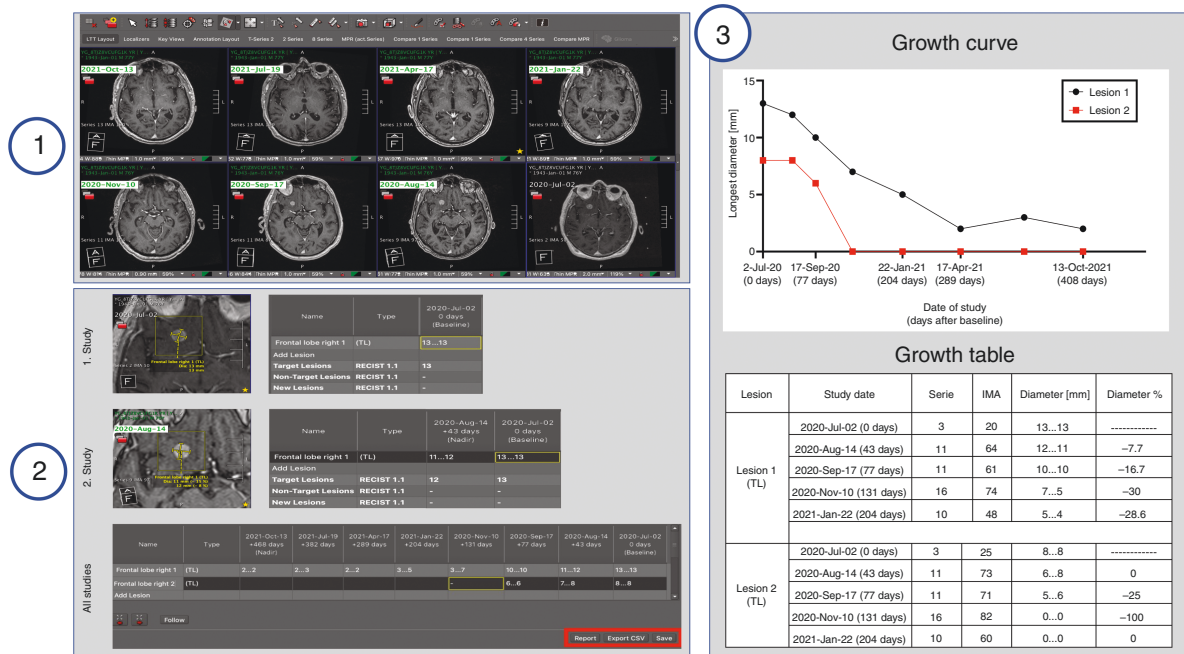 1
LTT Layout Localizers Key Views Annotation Layout T-Series 2 2 Series 8 Series MPR (act.Series) Compare 1 Series Compare 1 Series Compare 4 Series Compare MPR
2021-Oct-13
2021-Jul-19
2021-Apr-17
2021-Jan-22
2020-Nov-10
2020-Sep-17
2020-Aug-14
2020-Jul-02
2
1. Study
2020-Jul-02
Frontal lobe right 1 (TL)
Dia: 13 mm
13 mm
Name Type 2020-Jul-02
0 days
(Baseline)
Frontal lobe right 1 (TL) 13...13
Add Lesion
Target Lesions RECIST 1.1 13
Non-Target Lesions RECIST 1.1 -
New Lesions RECIST 1.1 -
2. Study
2020-Aug-14
Name Type 2020-Aug-14 2020-Jul-02
+43 days 0 days
(Nadir) (Baseline)
Frontal lobe right 1 (TL) 11...12 13...13
Add Lesion
Target Lesions RECIST 1.1 12 13
Non-Target Lesions RECIST 1.1 - -
New Lesions RECIST 1.1 - -
All studies
Name Type 2021-Oct-13 2021-Jul-19 2021-Apr-17 2021-Jan-22 2020-Nov-10 2020-Sep-17 2020-Aug-14 2020-Jul-02
+468 days +382 days +289 days +204 days +131 days +77 days +43 days 0 days
(Nadir) (Baseline)
Frontal lobe right 1 (TL) 2...2 2...3 2...2 3...5 3...7 10...10 11...12 13...13
Frontal lobe right 2 (TL) - 6...6 7...8 8...8
Add Lesion
Follow
Report Export CSV Save
3
Growth curve
Lesion 1
Lesion 2
Longest diameter [mm]
15
10
5
0
2-Jul-20 17-Sep-20 22-Jan-21 17-Apr-21 13-Oct-2021
(0 days) (77 days) (204 days) (289 days) (408 days)
Date of study
(days after baseline)
Growth table
Lesion Study date Serie IMA Diameter [mm] Diameter %
Lesion 1
(TL)
2020-Jul-02 (0 days) 3 20 13...13 ------------
2020-Aug-14 (43 days) 11 64 12...11 –7.7
2020-Sep-17 (77 days) 11 61 10...10 –16.7
2020-Nov-10 (131 days) 16 74 7...5 –30
2021-Jan-22 (204 days) 10 48 5...4 –28.6
Lesion 2
(TL)
2020-Jul-02 (0 days) 3 25 8...8 ------------
2020-Aug-14 (43 days) 11 73 6...8 0
2020-Sep-17 (77 days) 11 71 5...6 –25
2020-Nov-10 (131 days) 16 82 0...0 –100
2021-Jan-22 (204 days) 10 60 0...0 0